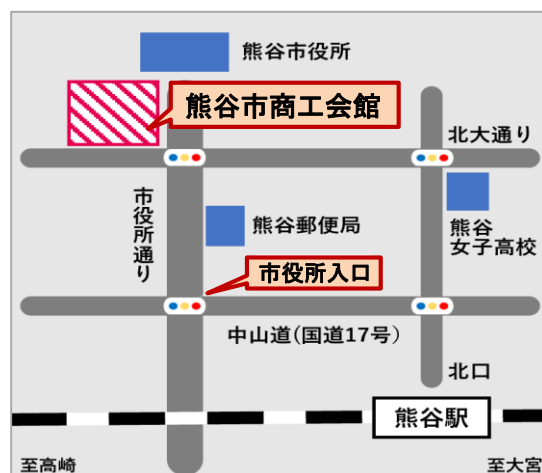 熊谷市役所
熊谷市商工会館
北大通り
市役所通り
熊谷郵便局
熊谷
女子高校
市役所入口
中山道(国道17号)
北口
熊谷駅
至高崎
至大宮